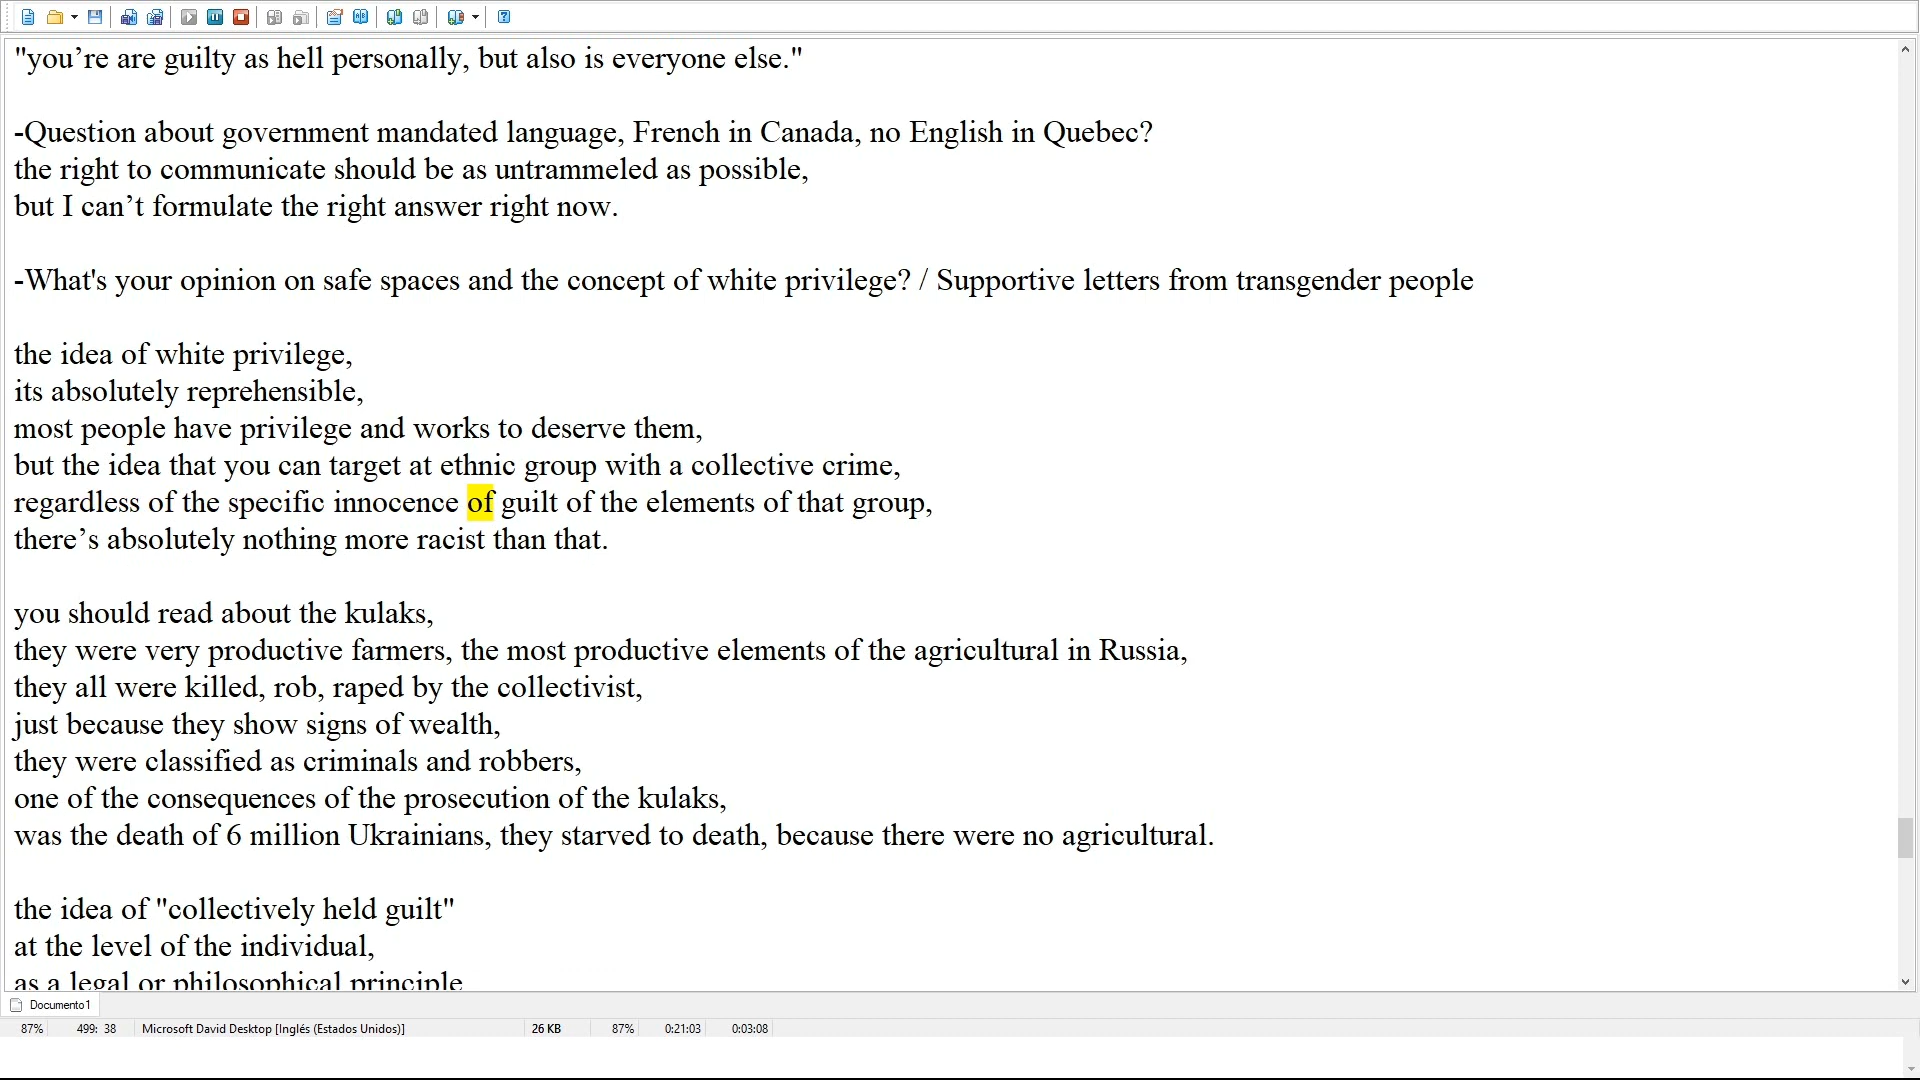 "you’re are guilty as hell personally, but also is everyone else."
-Question about government mandated language, French in Canada, no English in Quebec?
the right to communicate should be as untrammeled as possible,
but I can’t formulate the right answer right now.
-What's your opinion on safe spaces and the concept of white privilege? / Supportive letters from transgender people
the idea of white privilege,
its absolutely reprehensible,
most people have privilege and works to deserve them,
but the idea that you can target at ethnic group with a collective crime,
regardless of the specific innocence of guilt of the elements of that group,
there’s absolutely nothing more racist than that.
you should read about the kulaks,
they were very productive farmers, the most productive elements of the agricultural in Russia,
they all were killed, rob, raped by the collectivist,
just because they show signs of wealth,
they were classified as criminals and robbers,
one of the consequences of the prosecution of the kulaks,
was the death of 6 million Ukrainians, they starved to death, because there were no agricultural.
the idea of "collectively held guilt"
at the level of the individual,
as a legal or philosophical principle
Documento1
87% 499: 38 Microsoft David Desktop [Inglés (Estados Unidos)] 26 KB 87% 0:21:03 0:03:08